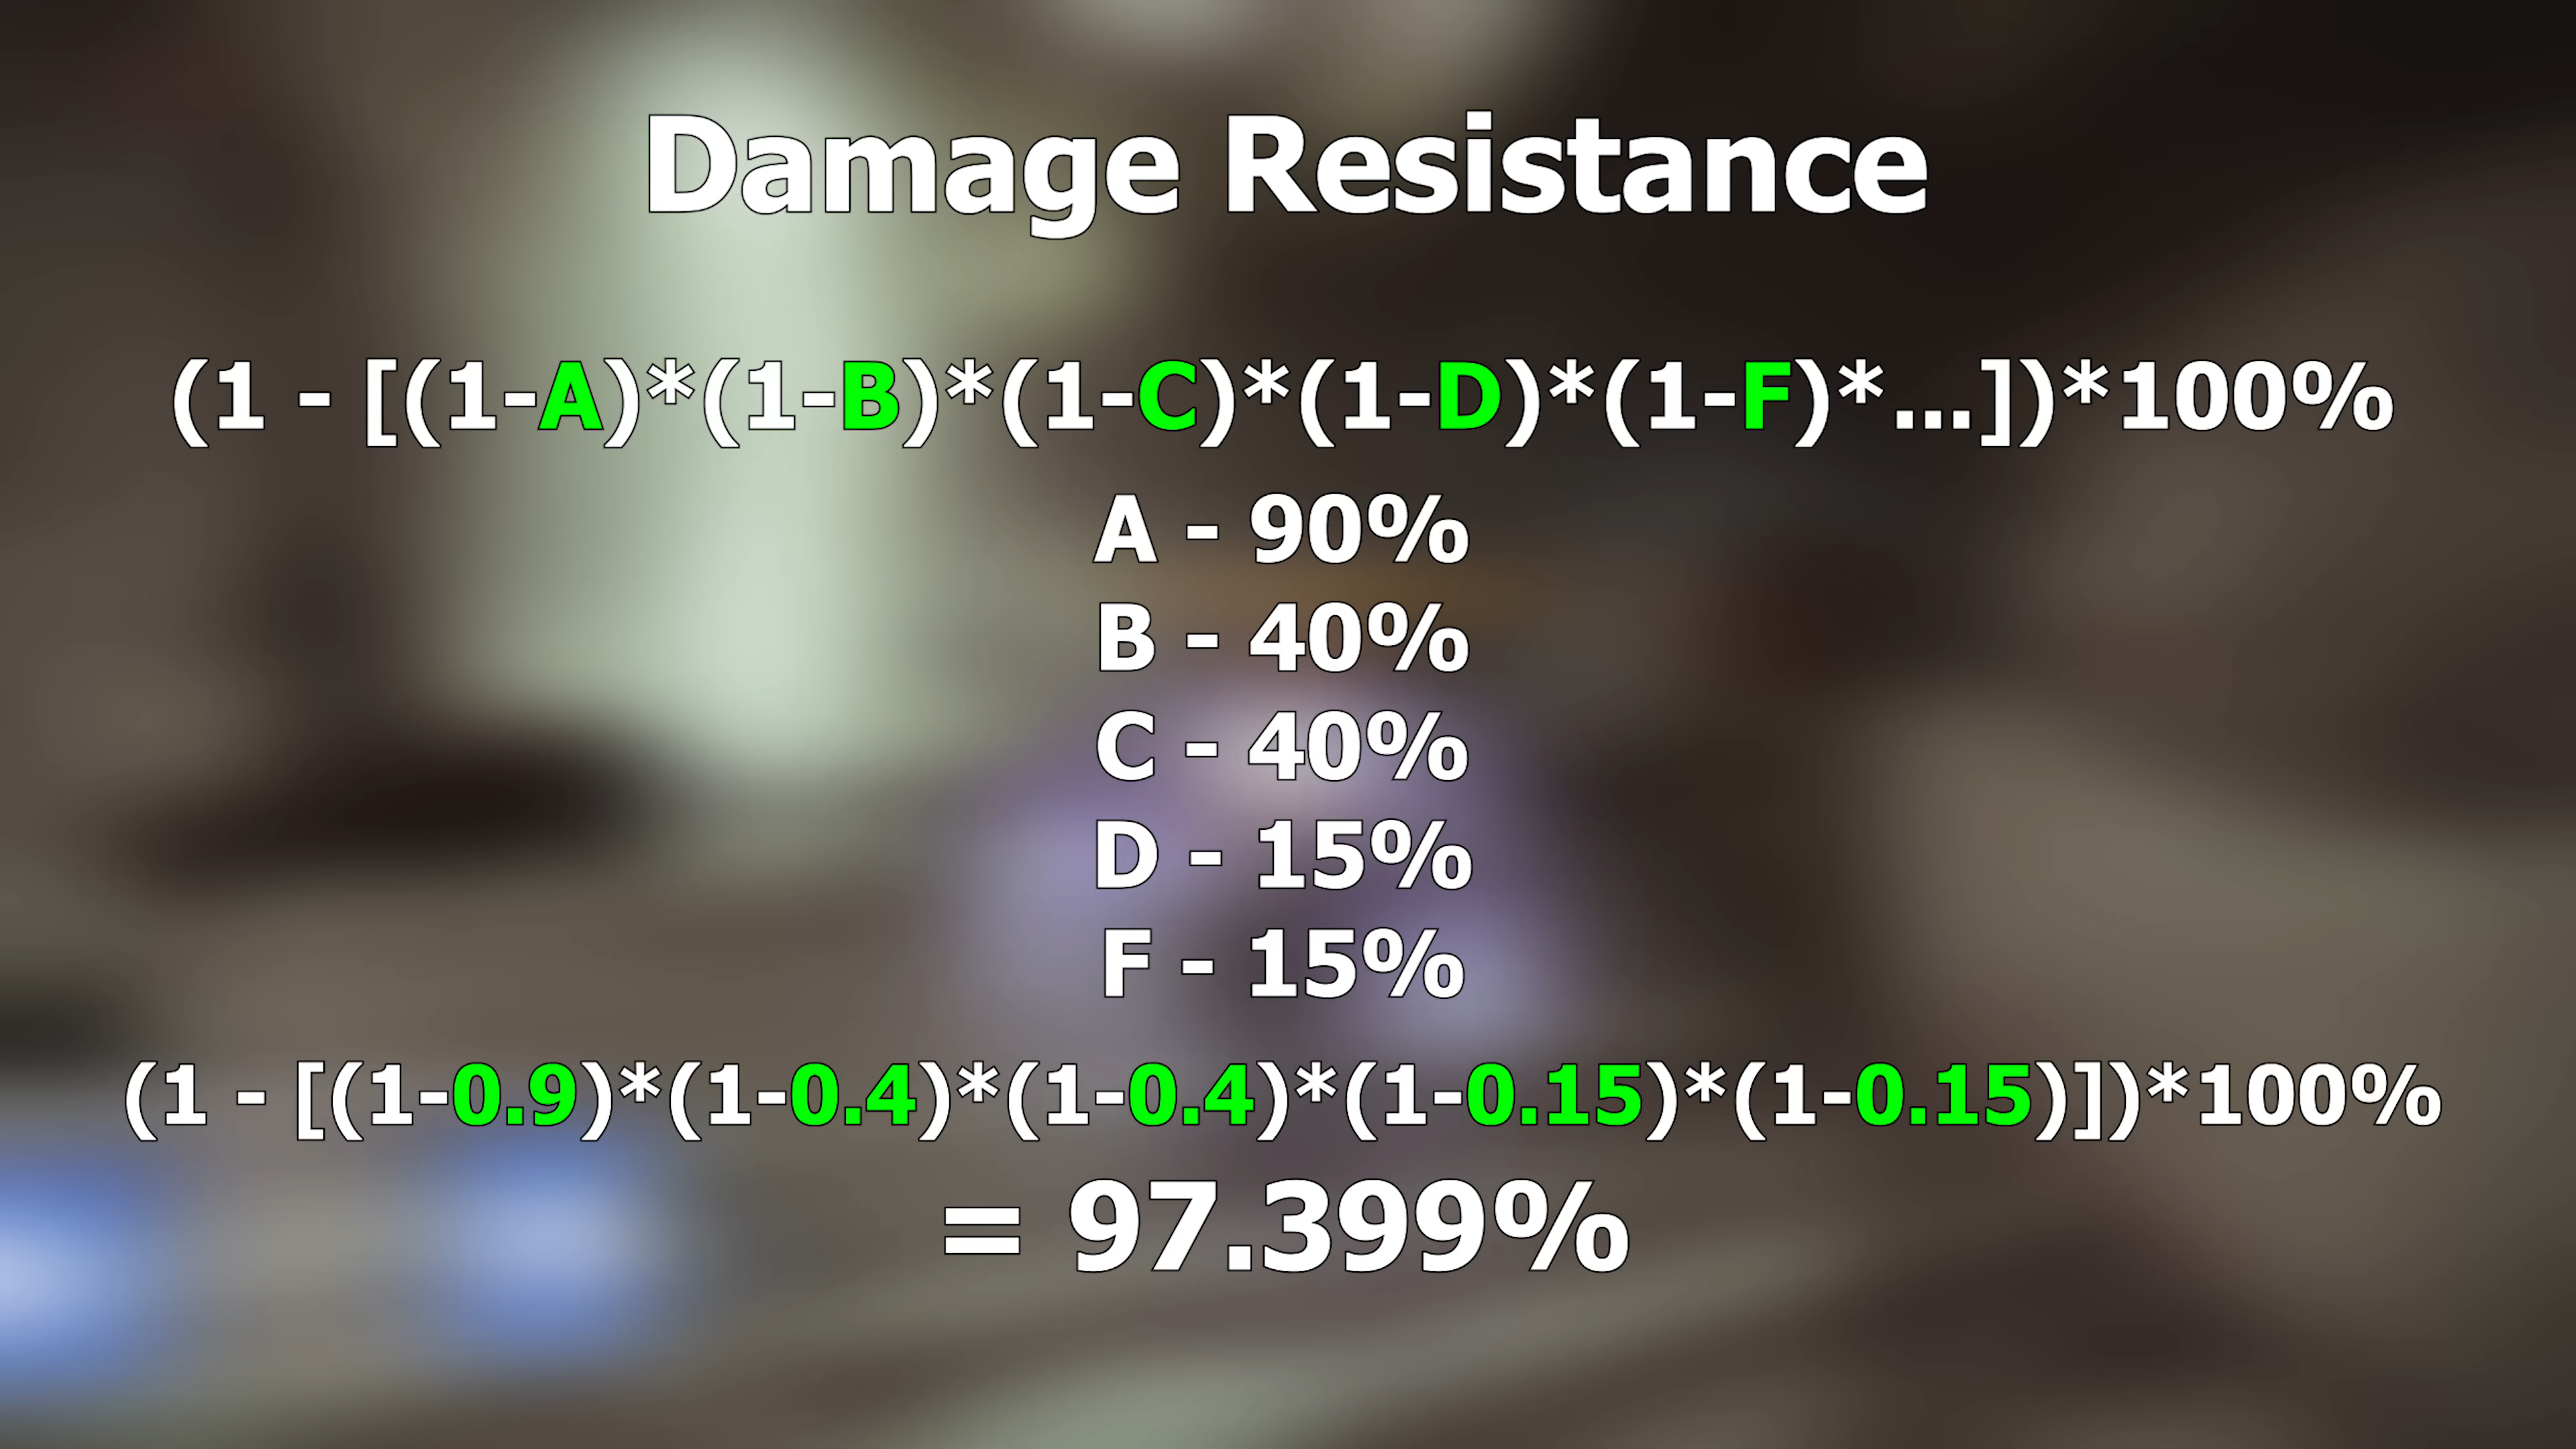 Damage Resistance
(1 - [(1-A)*(1-B)*(1-C)*(1-D)*(1-F)*...])*100%
A - 90%
B - 40%
C - 40%
D - 15%
F - 15%
(1 - [(1-0.9)*(1-0.4)*(1-0.4)*(1-0.15)*(1-0.15)])*100%
= 97.399%